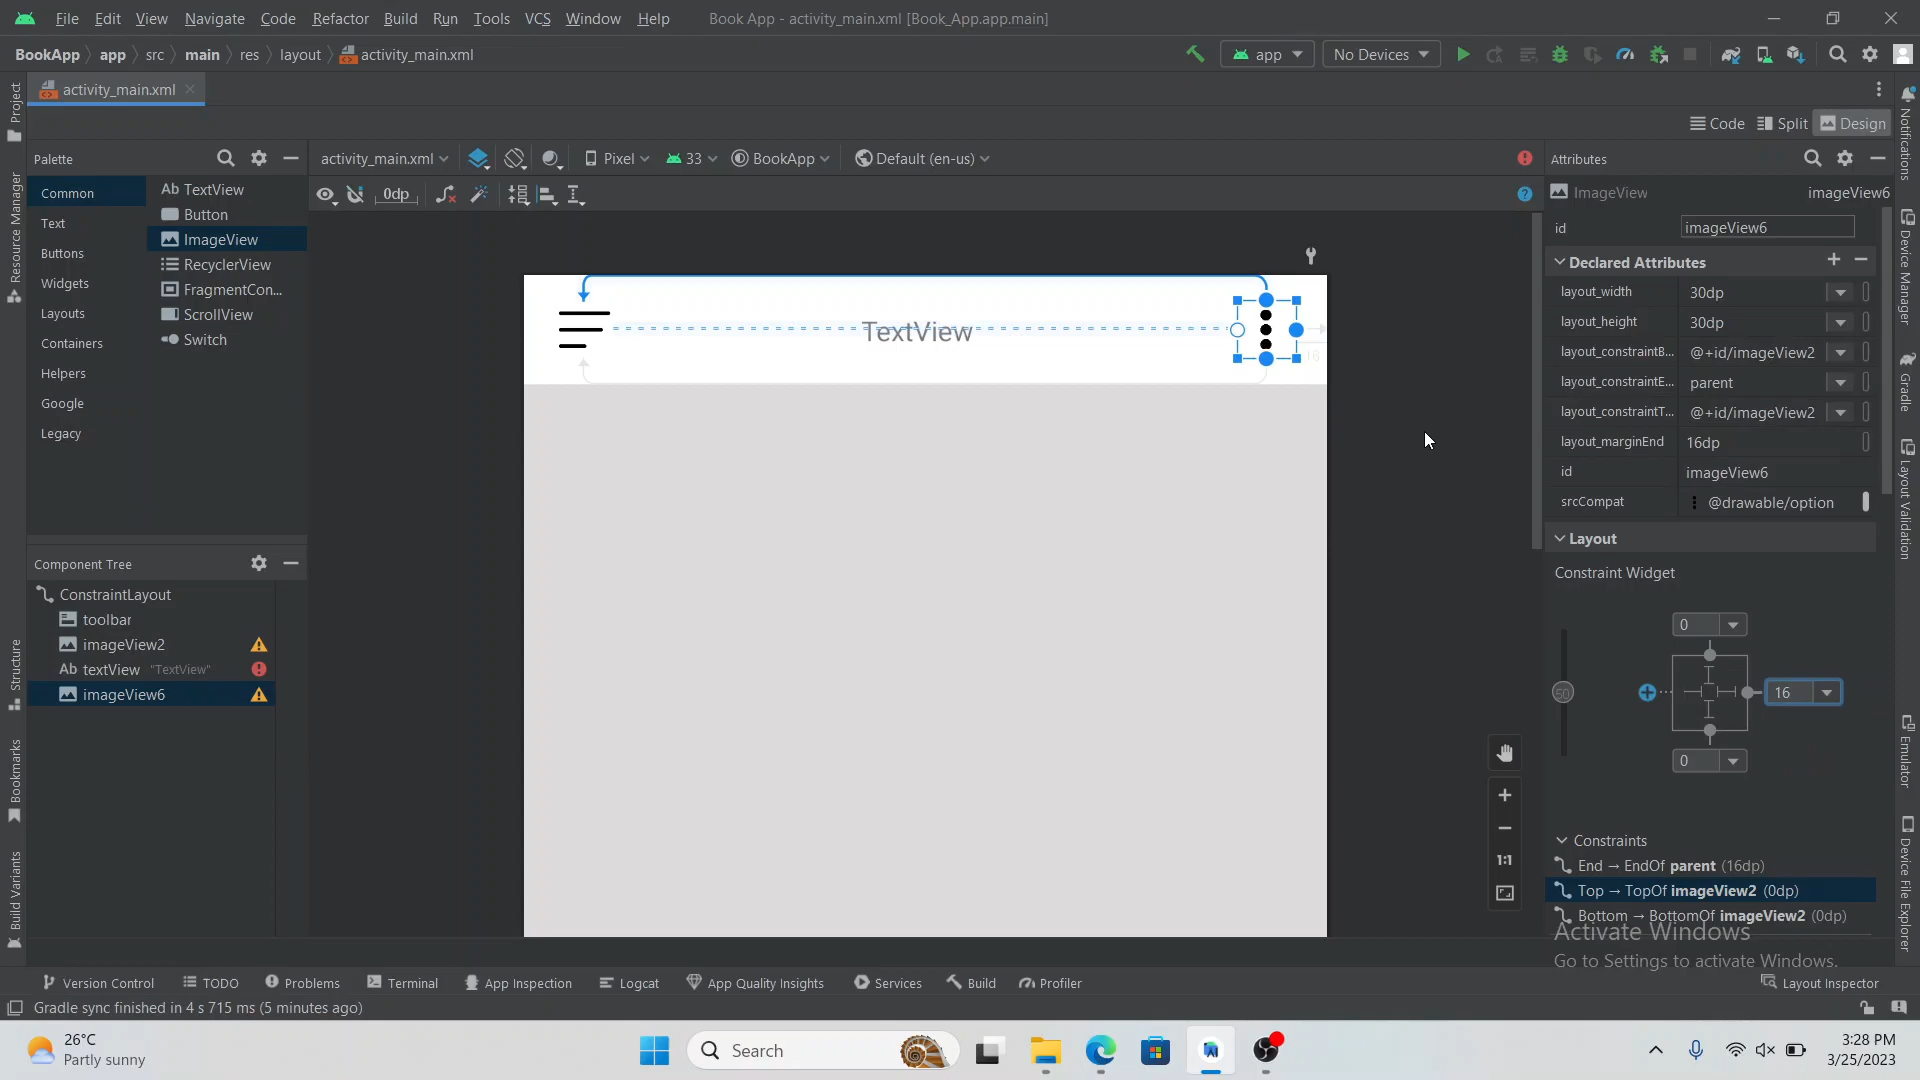 File Edit View Navigate Code Refactor Build Run Tools VCS Window Help Book App - activity_main.xml [Book_App.app.main]
BookApp app src main res layout activity_main.xml app No Devices
activity_main.xml
Code Split Design
Palette activity_main.xml Pixel 33 BookApp Default (en-us) Attributes
Common Ab TextView 0dp ImageView imageView6
Text Button id imageView6
Buttons ImageView Declared Attributes
Widgets RecyclerView layout_width 30dp
Layouts FragmentCon... layout_height 30dp
Containers ScrollView layout_constraintB... @+id/imageView2
Helpers Switch layout_constraintE... parent
Google layout_constraintT... @+id/imageView2
Legacy layout_marginEnd 16dp
id imageView6
srcCompat @drawable/option
TextView
16
Layout
Constraint Widget
0
50
16
0
Component Tree
ConstraintLayout
toolbar
imageView2
Ab textView "TextView"
imageView6
1:1
Constraints
End → EndOf parent (16dp)
Top → TopOf imageView2 (0dp)
Bottom → BottomOf imageView2 (0dp)
Activate Windows
Go to Settings to activate Windows.
Project
Resource Manager
Structure
Bookmarks
Build Variants
Notifications
Device Manager
Gradle
Layout Validation
Emulator
Device File Explorer
Version Control TODO Problems Terminal App Inspection Logcat App Quality Insights Services Build Profiler Layout Inspector
Gradle sync finished in 4 s 715 ms (5 minutes ago)
26°C
Partly sunny
Search
3:28 PM
3/25/2023